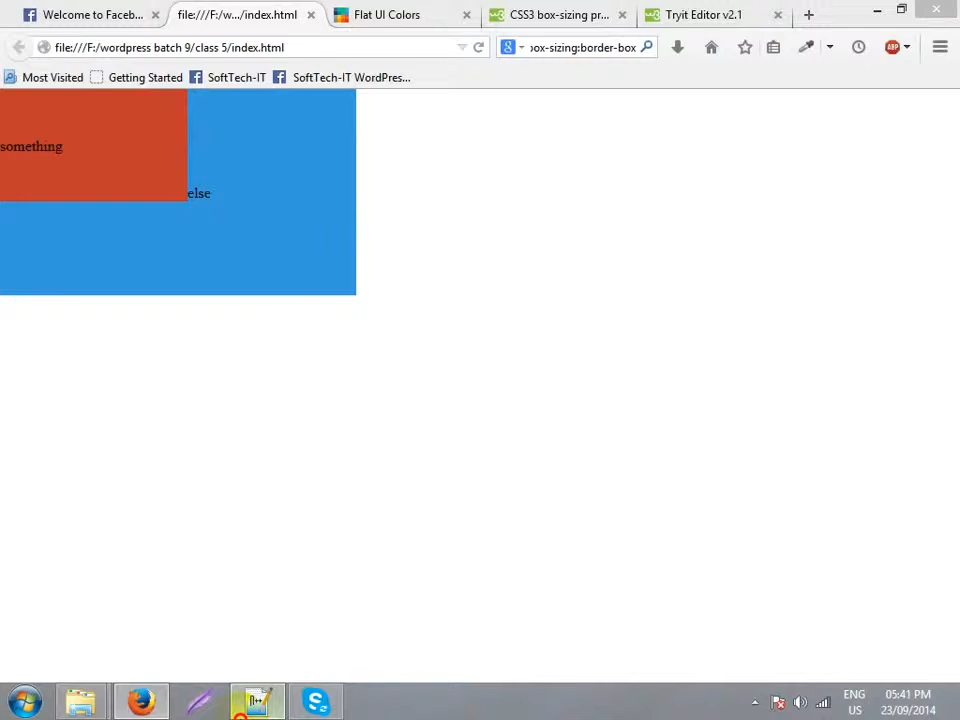 Welcome to Faceb...
file:///F:/w.../index.html
Flat UI Colors
CSS3 box-sizing pr...
Tryit Editor v2.1
file:///F:/wordpress batch 9/class 5/index.html
box-sizing:border-box
Most Visited
Getting Started
SoftTech-IT
SoftTech-IT WordPres...
something
else
ENG
US
05:41 PM
23/09/2014